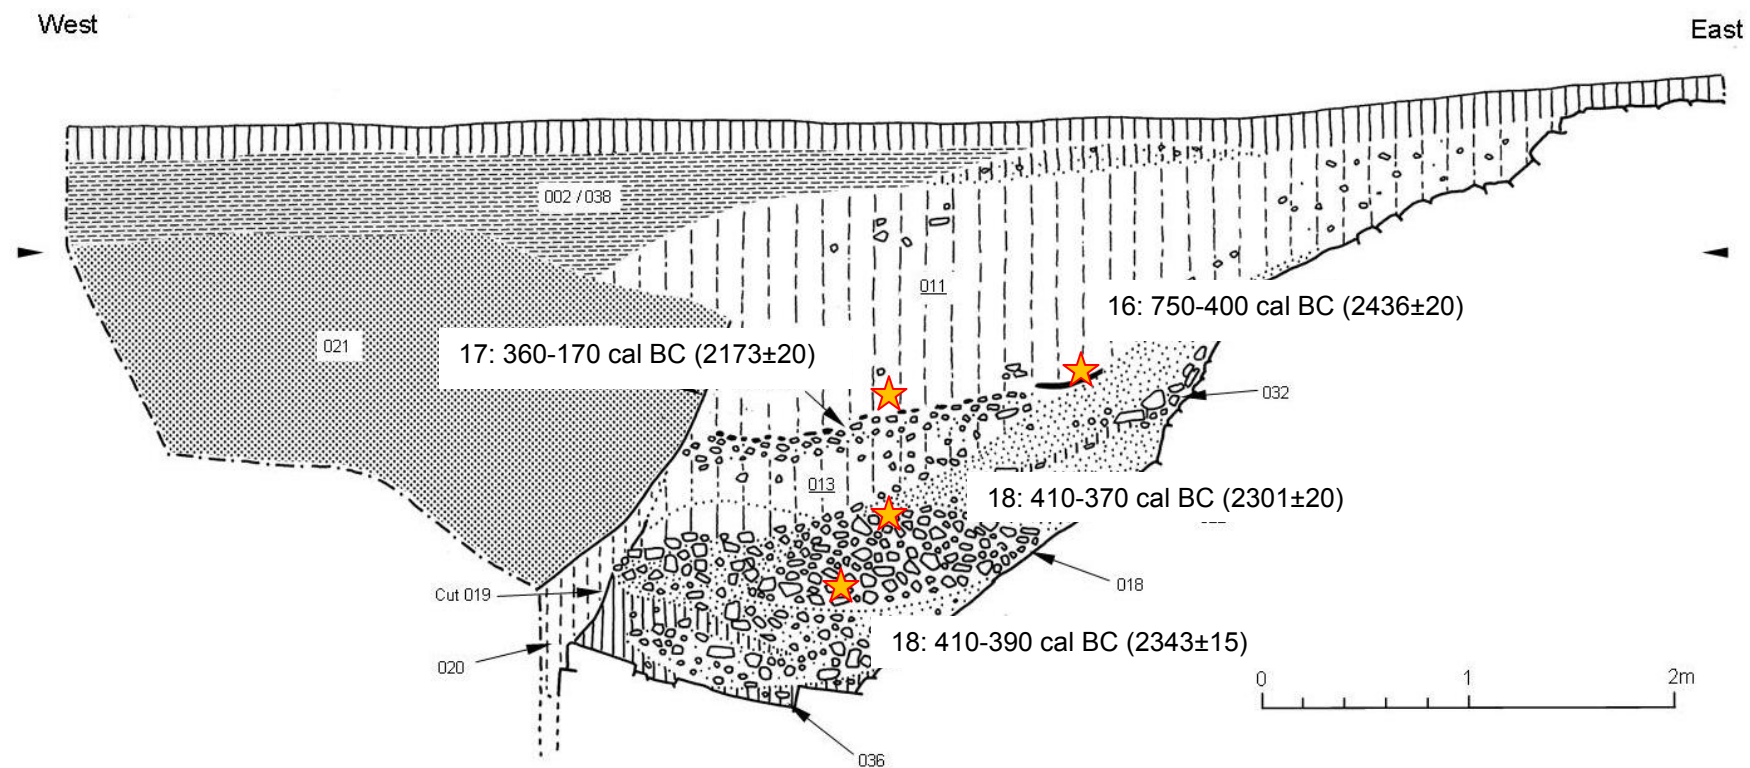 West
East
002 / 038
011
16: 750-400 cal BC (2436±20)
021
17: 360-170 cal BC (2173±20)
032
013
18: 410-370 cal BC (2301±20)
018
Cut 019
18: 410-390 cal BC (2343±15)
020
0 1 2m
036